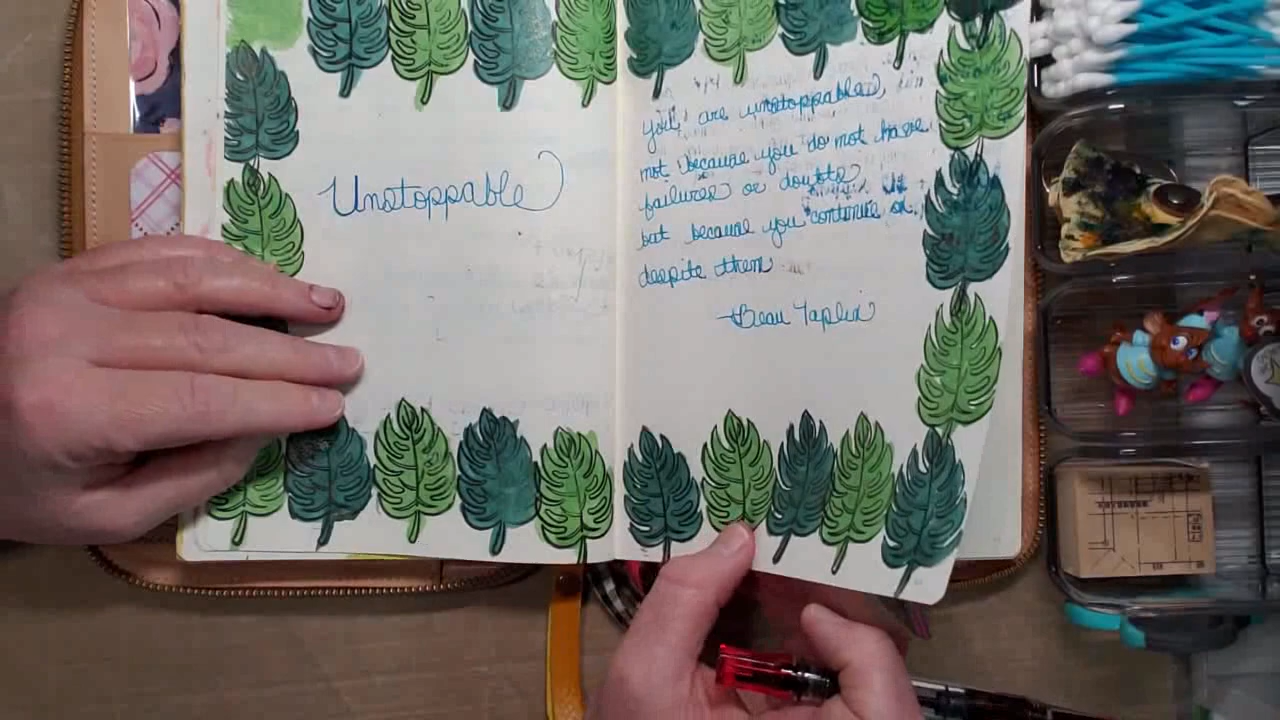 Unstoppable
you are unstoppable,
not because you do not have
failures or doubts
but because you continue on
despite them
-Beau Taplin